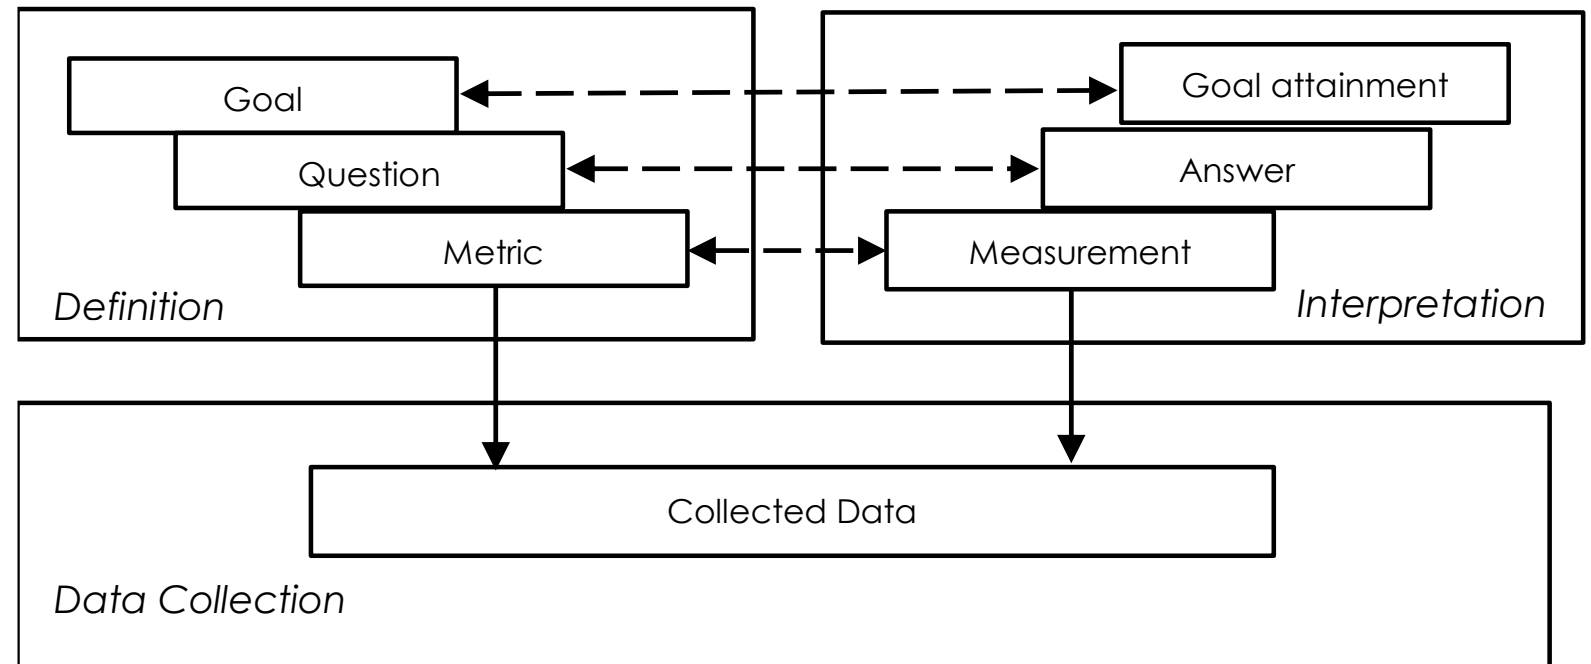 Goal
Question
Metric
Definition
Goal attainment
Answer
Measurement
Interpretation
Collected Data
Data Collection